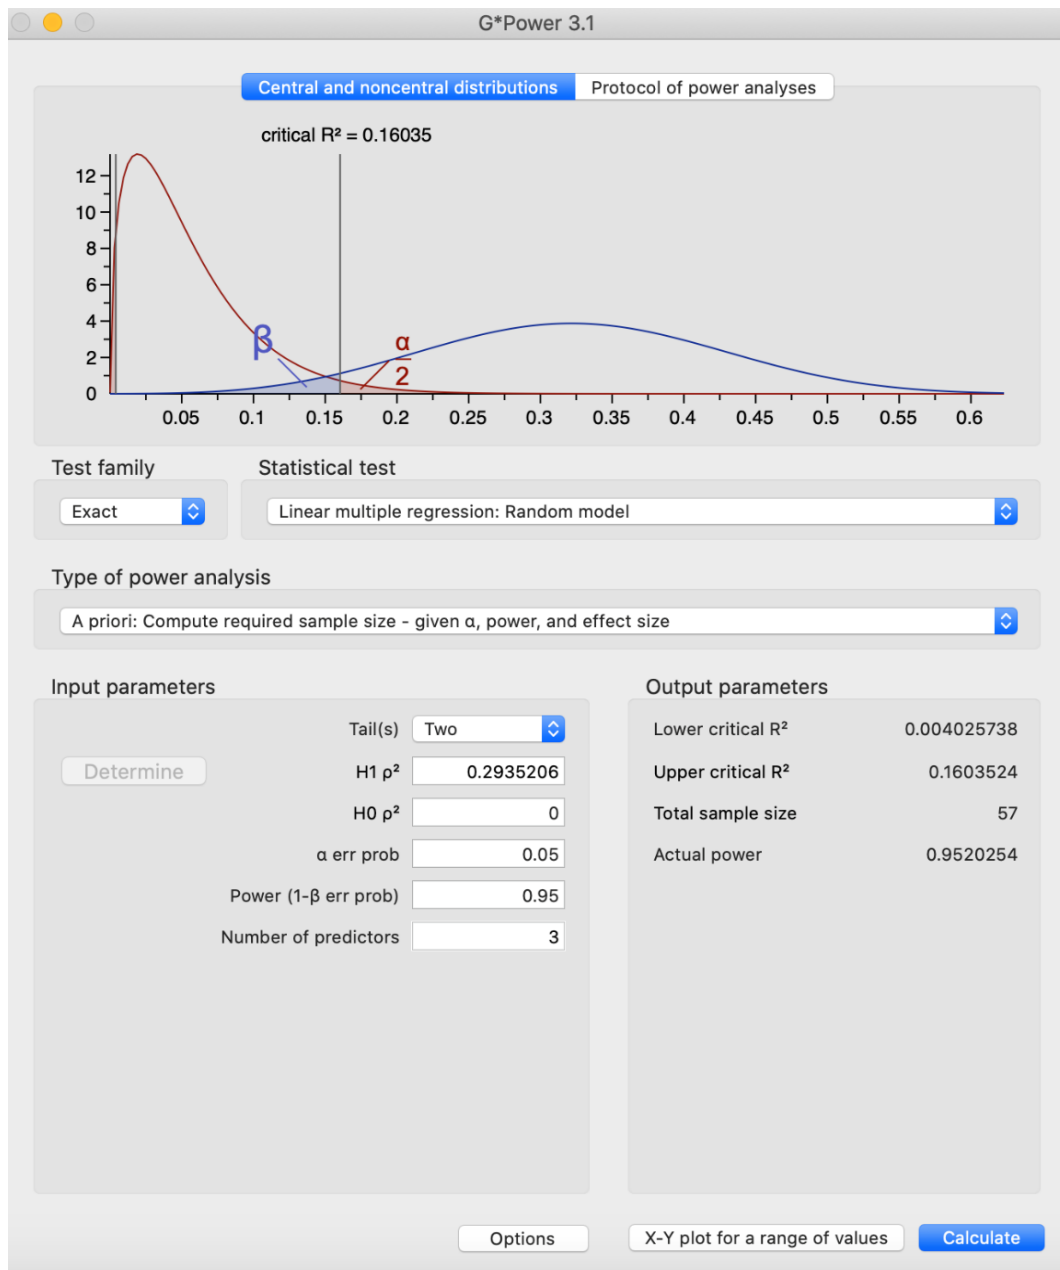 G*Power 3.1
Central and noncentral distributions Protocol of power analyses
critical R² = 0.16035
12
10
8
6
4
2
0
β
α
2
0.05 0.1 0.15 0.2 0.25 0.3 0.35 0.4 0.45 0.5 0.55 0.6
Test family Statistical test
Exact Linear multiple regression: Random model
Type of power analysis
A priori: Compute required sample size - given α, power, and effect size
Input parameters
Tail(s) Two
Determine H1 ρ² 0.2935206
H0 ρ² 0
α err prob 0.05
Power (1-β err prob) 0.95
Number of predictors 3
Output parameters
Lower critical R² 0.004025738
Upper critical R² 0.1603524
Total sample size 57
Actual power 0.9520254
Options X-Y plot for a range of values Calculate